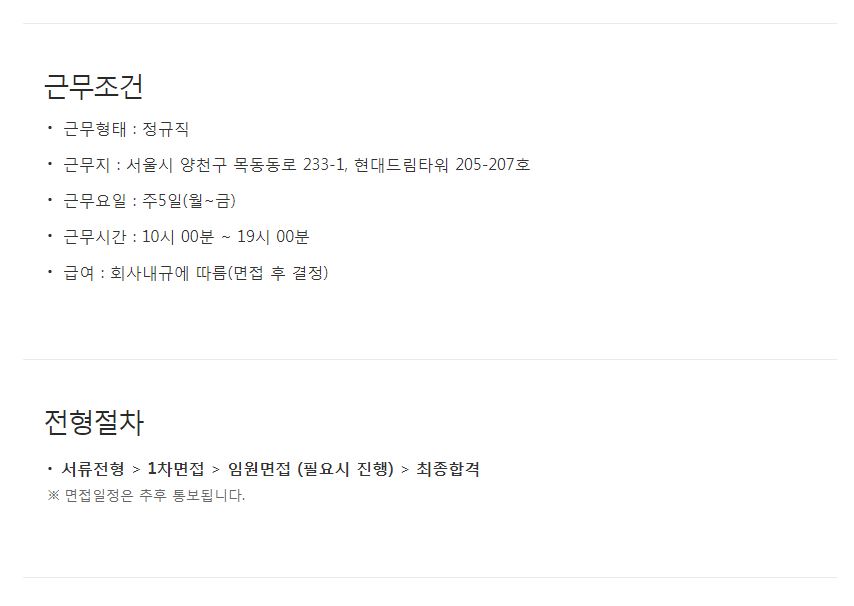 근무조건
· 근무형태 : 정규직
· 근무지 : 서울시 양천구 목동동로 233-1, 현대드림타워 205-207호
· 근무요일 : 주5일(월~금)
· 근무시간 : 10시 00분 ~ 19시 00분
· 급여 : 회사내규에 따름(면접 후 결정)
전형절차
· 서류전형 > 1차면접 > 임원면접 (필요시 진행) > 최종합격
※ 면접일정은 추후 통보됩니다.